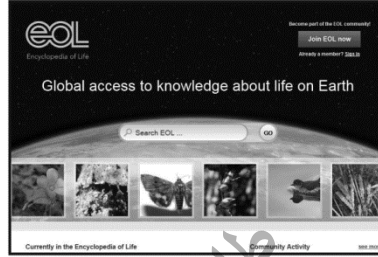 Become part of the EOL community!
eOL
Join EOL now
Encyclopedia of Life
Already a member? Sign in
Global access to knowledge about life on Earth
Search EOL ...
GO
Currently in the Encyclopedia of Life
Community Activity